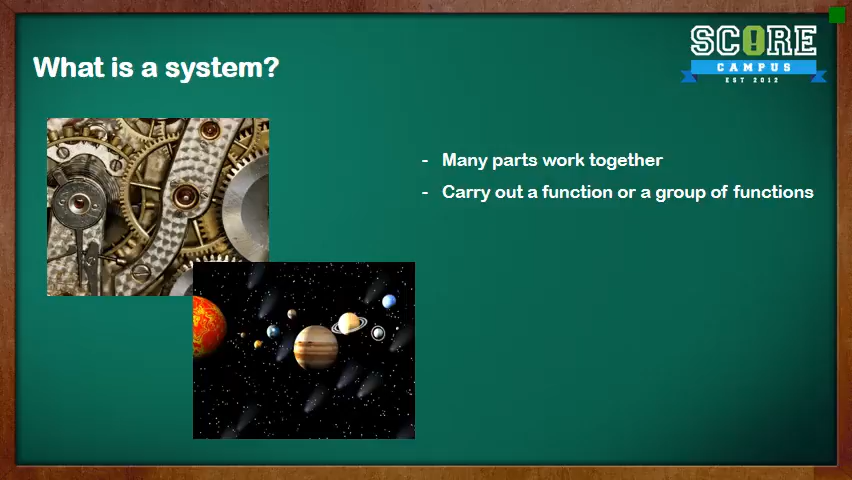 What is a system?
SCORE
CAMPUS
EST 2012
- Many parts work together
- Carry out a function or a group of functions